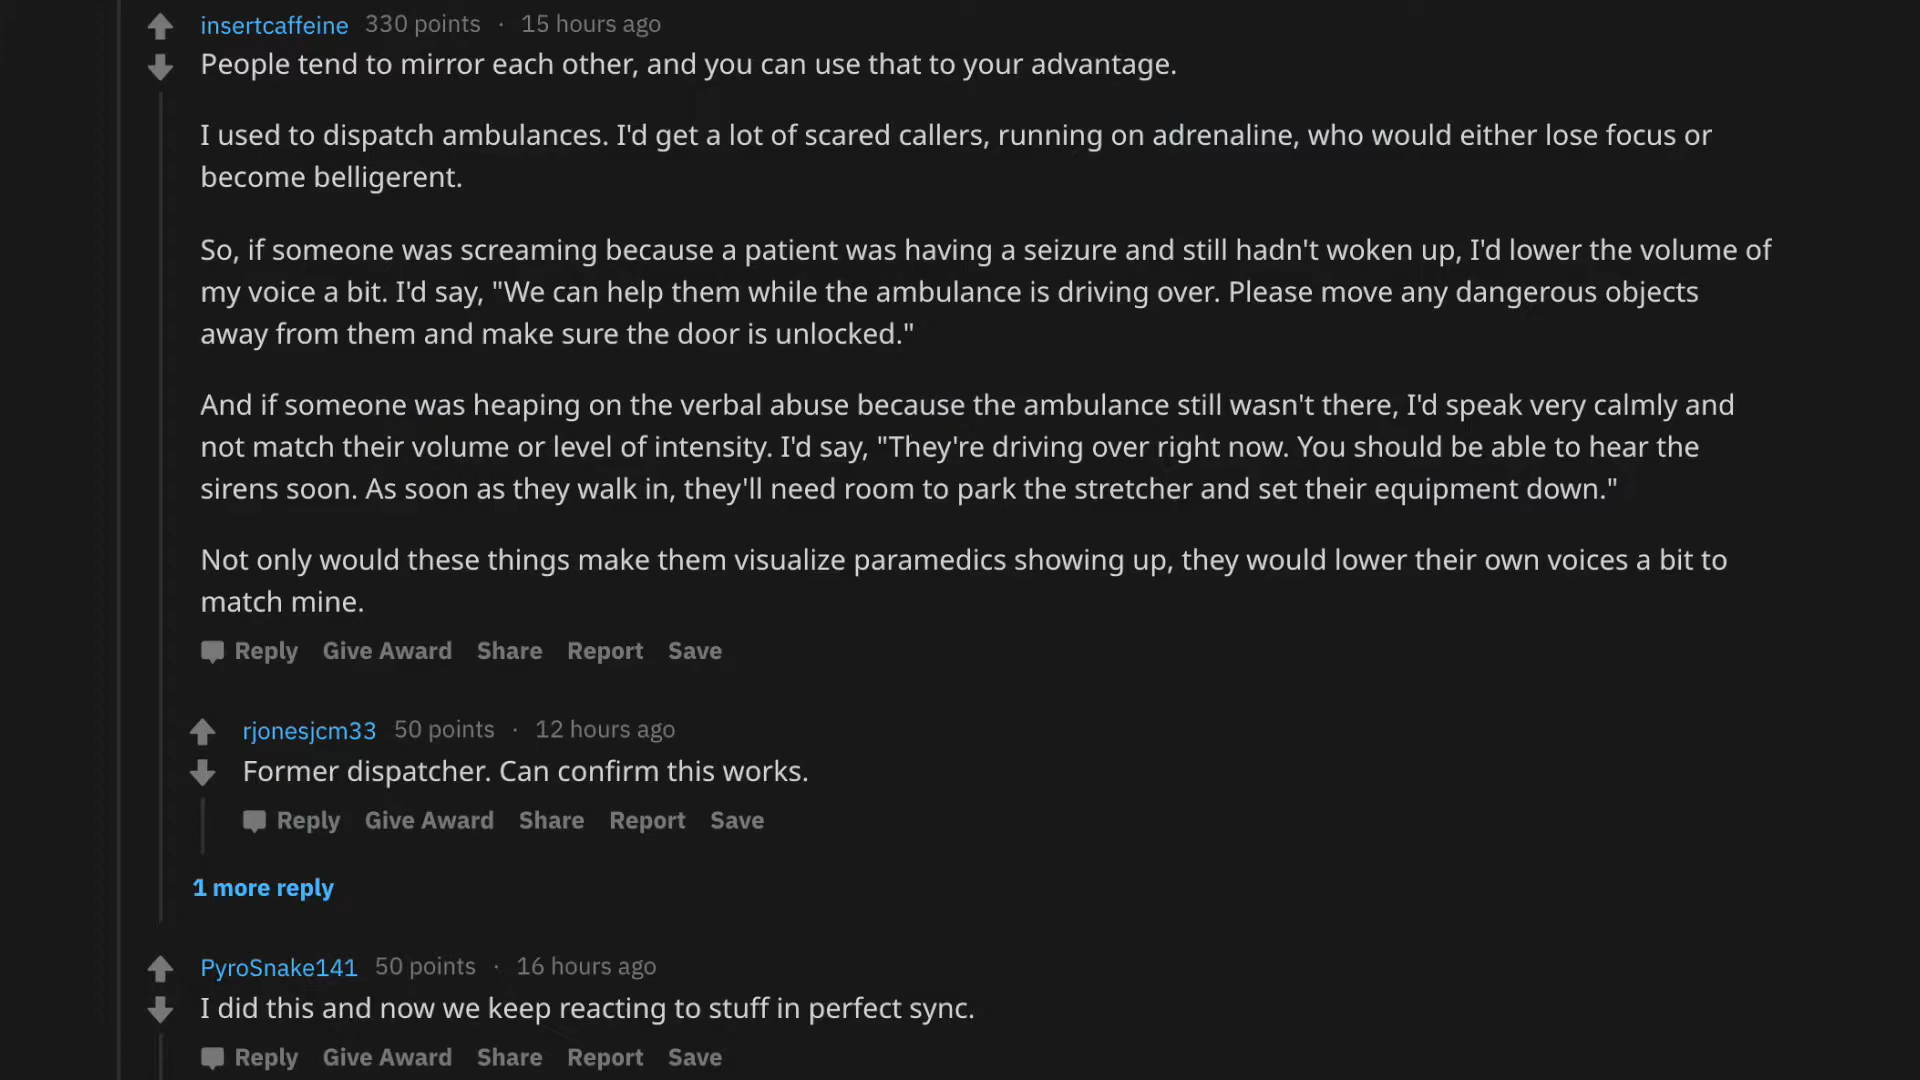 insertcaffeine 330 points · 15 hours ago
People tend to mirror each other, and you can use that to your advantage.
I used to dispatch ambulances. I'd get a lot of scared callers, running on adrenaline, who would either lose focus or
become belligerent.
So, if someone was screaming because a patient was having a seizure and still hadn't woken up, I'd lower the volume of
my voice a bit. I'd say, "We can help them while the ambulance is driving over. Please move any dangerous objects
away from them and make sure the door is unlocked."
And if someone was heaping on the verbal abuse because the ambulance still wasn't there, I'd speak very calmly and
not match their volume or level of intensity. I'd say, "They're driving over right now. You should be able to hear the
sirens soon. As soon as they walk in, they'll need room to park the stretcher and set their equipment down."
Not only would these things make them visualize paramedics showing up, they would lower their own voices a bit to
match mine.
Reply Give Award Share Report Save
rjonesjcm33 50 points · 12 hours ago
Former dispatcher. Can confirm this works.
Reply Give Award Share Report Save
1 more reply
PyroSnake141 50 points · 16 hours ago
I did this and now we keep reacting to stuff in perfect sync.
Reply Give Award Share Report Save